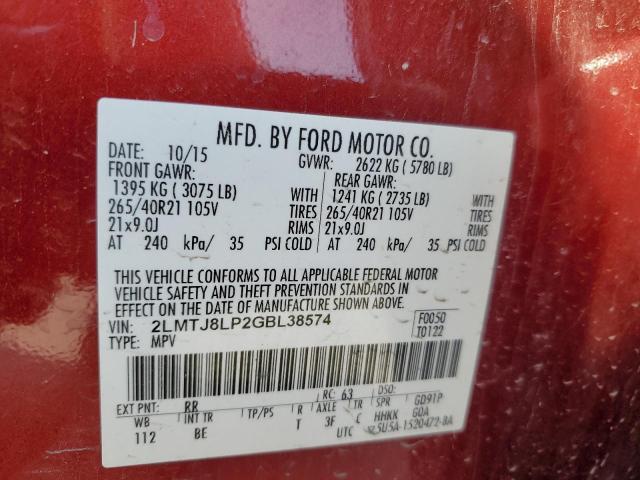 MFD. BY FORD MOTOR CO.
DATE: 10/15 GVWR: 2622 KG ( 5780 LB)
FRONT GAWR: REAR GAWR:
1395 KG ( 3075 LB) WITH 1241 KG ( 2735 LB) WITH
265/40R21 105V TIRES 265/40R21 105V TIRES
21x9.0J RIMS 21x9.0J RIMS
AT 240 kPa/ 35 PSI COLD AT 240 kPa/ 35 PSI COLD
THIS VEHICLE CONFORMS TO ALL APPLICABLE FEDERAL MOTOR
VEHICLE SAFETY AND THEFT PREVENTION STANDARDS IN
EFFECT ON THE DATE OF MANUFACTURE SHOWN ABOVE.
VIN: 2LMTJ8LP2GBL38574 F0050
TYPE: MPV T0122
EXT PNT: RR RC: 63 DSO:
WB INT TR TP/PS R AXLE TR SPR GD91P
112 BE T 3F C HHKK G0A
UTC